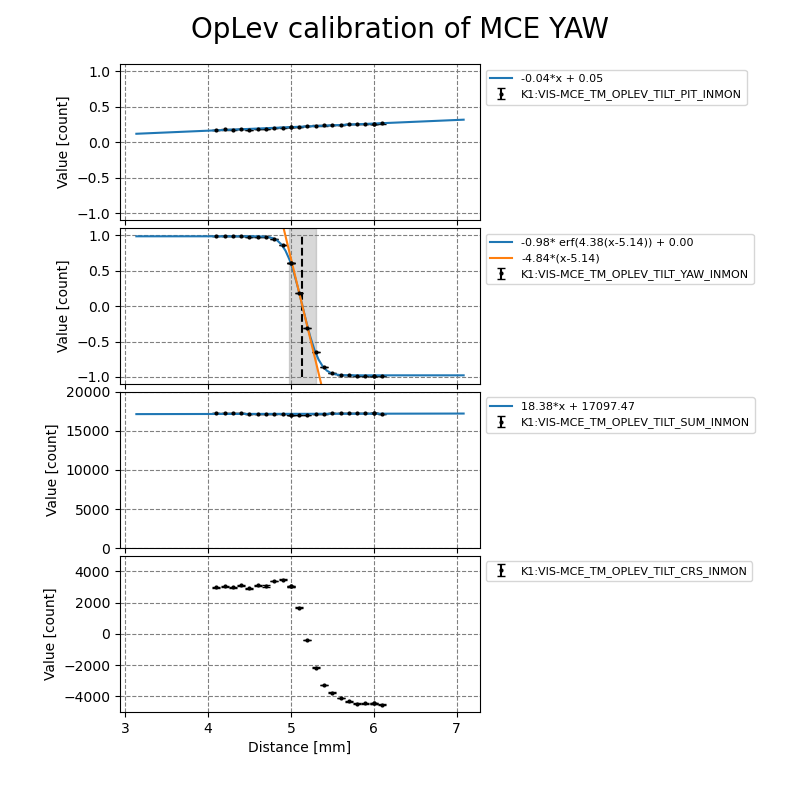 OpLev calibration of MCE YAW
1.0
0.5
0.0
−0.5
−1.0
Value [count]
-0.04*x + 0.05
K1:VIS-MCE_TM_OPLEV_TILT_PIT_INMON
1.0
0.5
0.0
−0.5
−1.0
Value [count]
-0.98* erf(4.38(x-5.14)) + 0.00
-4.84*(x-5.14)
K1:VIS-MCE_TM_OPLEV_TILT_YAW_INMON
20000
15000
10000
5000
0
Value [count]
18.38*x + 17097.47
K1:VIS-MCE_TM_OPLEV_TILT_SUM_INMON
4000
2000
0
−2000
−4000
Value [count]
K1:VIS-MCE_TM_OPLEV_TILT_CRS_INMON
3 4 5 6 7
Distance [mm]